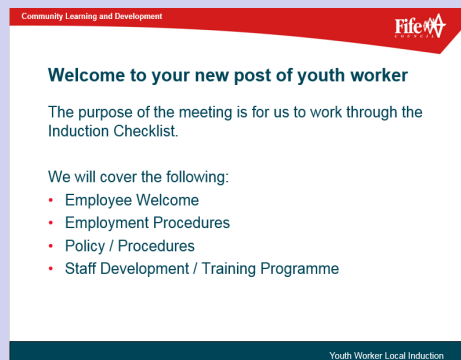 Community Learning and Development
Fife
COUNCIL
Welcome to your new post of youth worker
The purpose of the meeting is for us to work through the
Induction Checklist.
We will cover the following:
• Employee Welcome
• Employment Procedures
• Policy / Procedures
• Staff Development / Training Programme
Youth Worker Local Induction